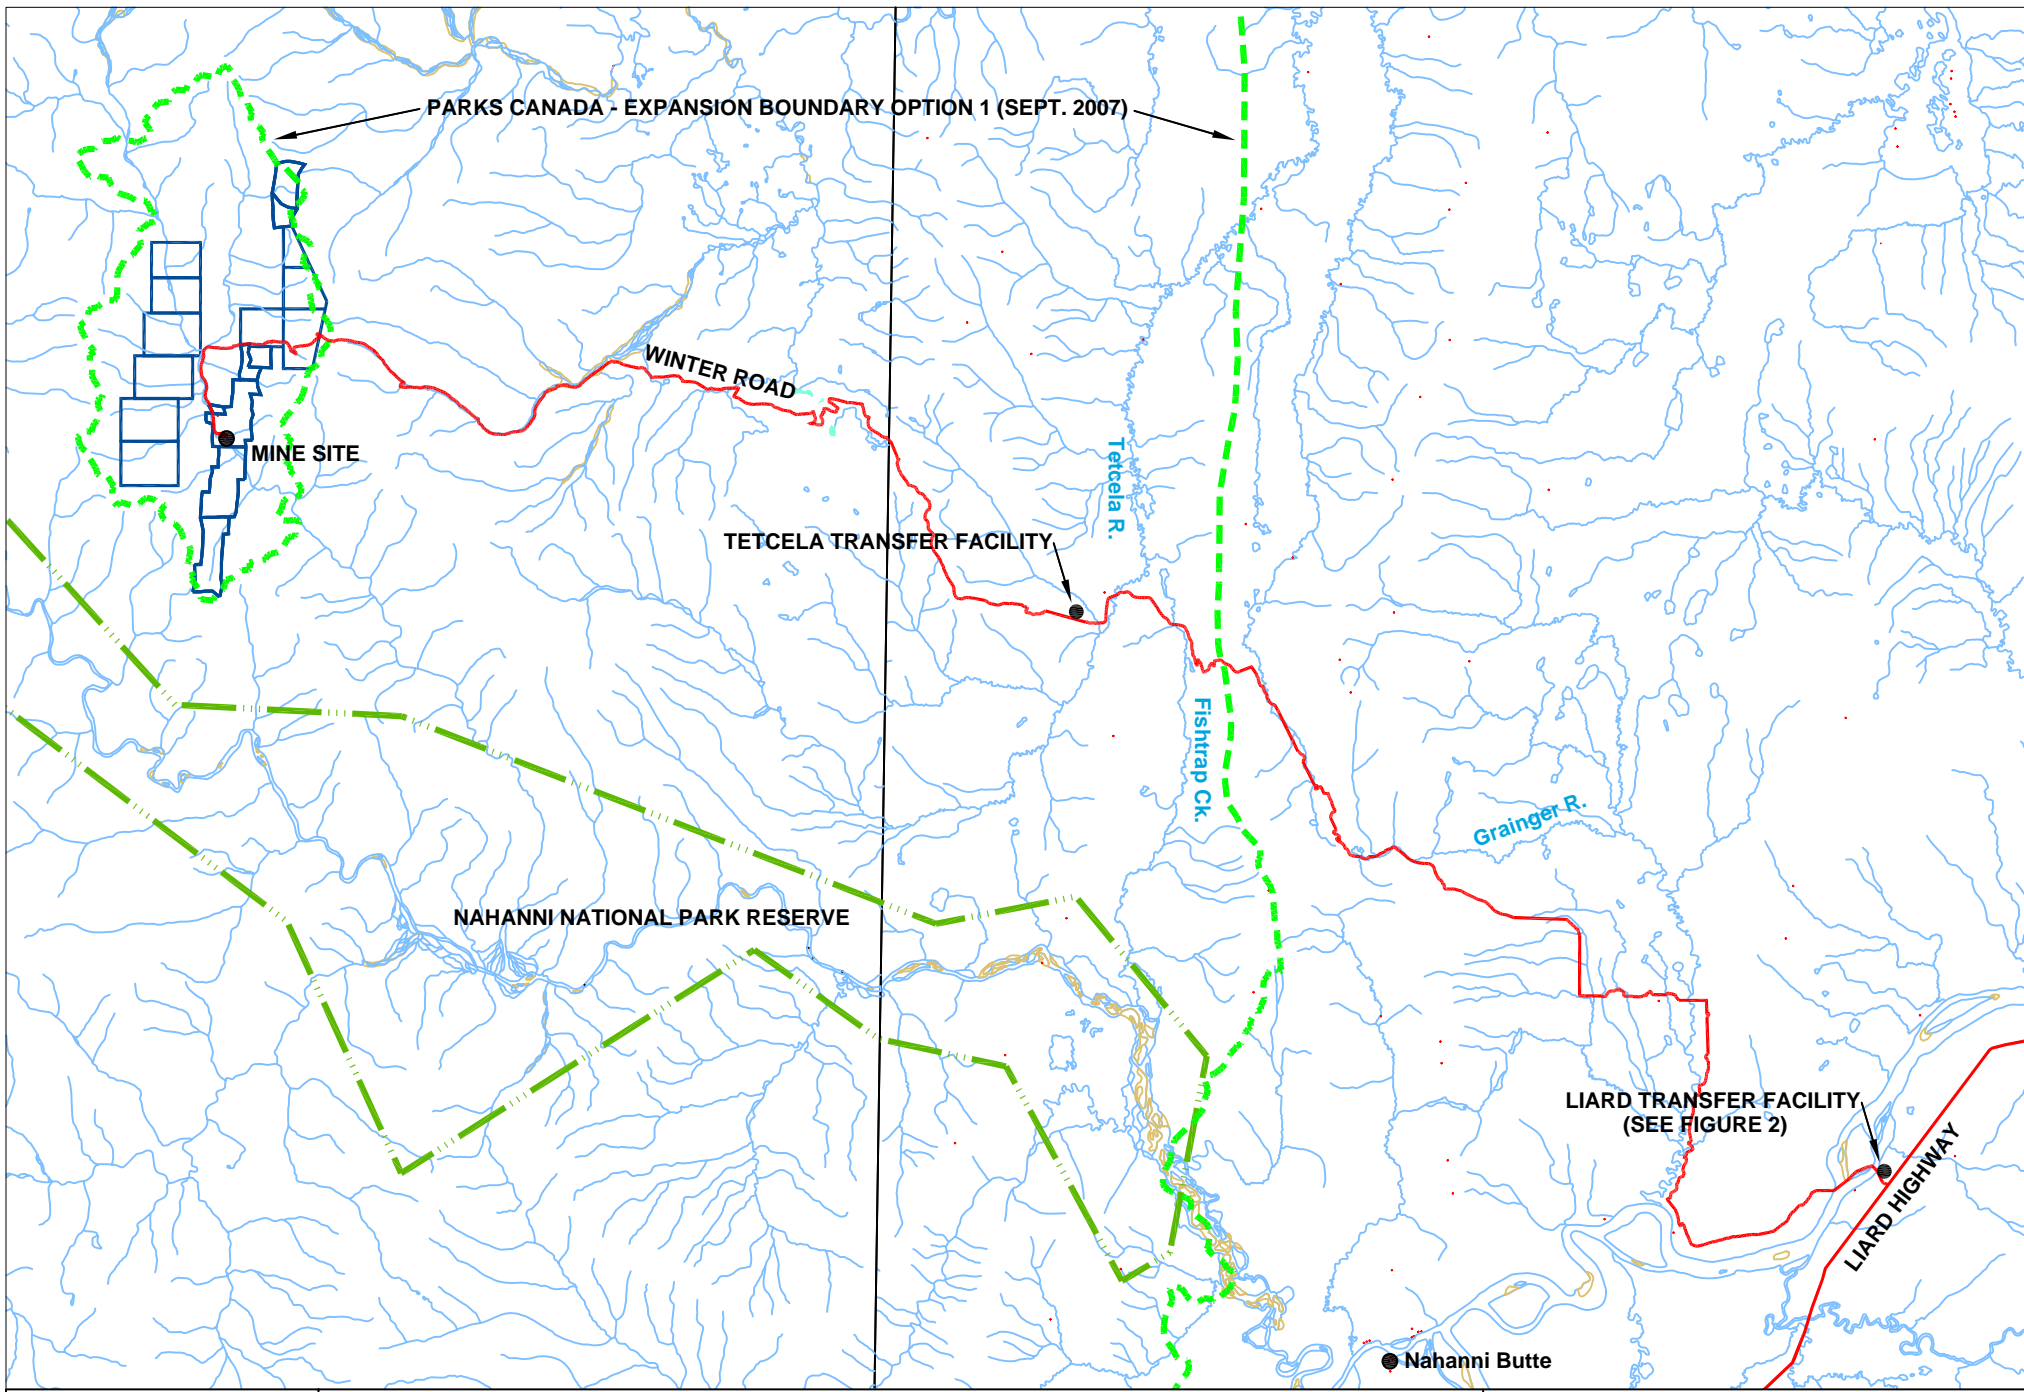 PARKS CANADA - EXPANSION BOUNDARY OPTION 1 (SEPT. 2007)
WINTER ROAD
MINE SITE
Tetcela R.
TETCELA TRANSFER FACILITY
Fishtrap Ck.
Grainger R.
NAHANNI NATIONAL PARK RESERVE
LIARD TRANSFER FACILITY
(SEE FIGURE 2)
LIARD HIGHWAY
Nahanni Butte